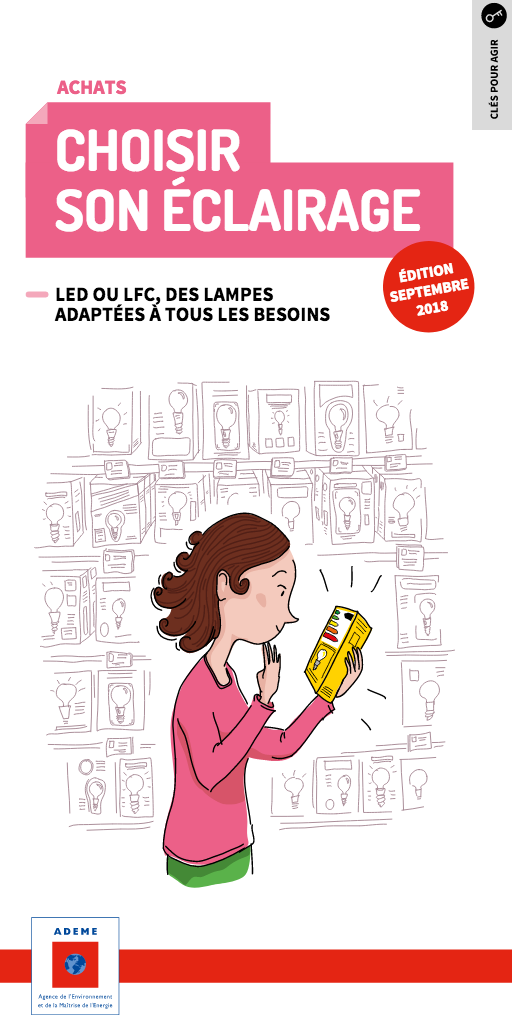 CLÉS POUR AGIR
ACHATS
CHOISIR
SON ÉCLAIRAGE
ÉDITION
SEPTEMBRE
2018
LED OU LFC, DES LAMPES
ADAPTÉES À TOUS LES BESOINS
ADEME
Agence de l'Environnement
et de la Maîtrise de l'Energie